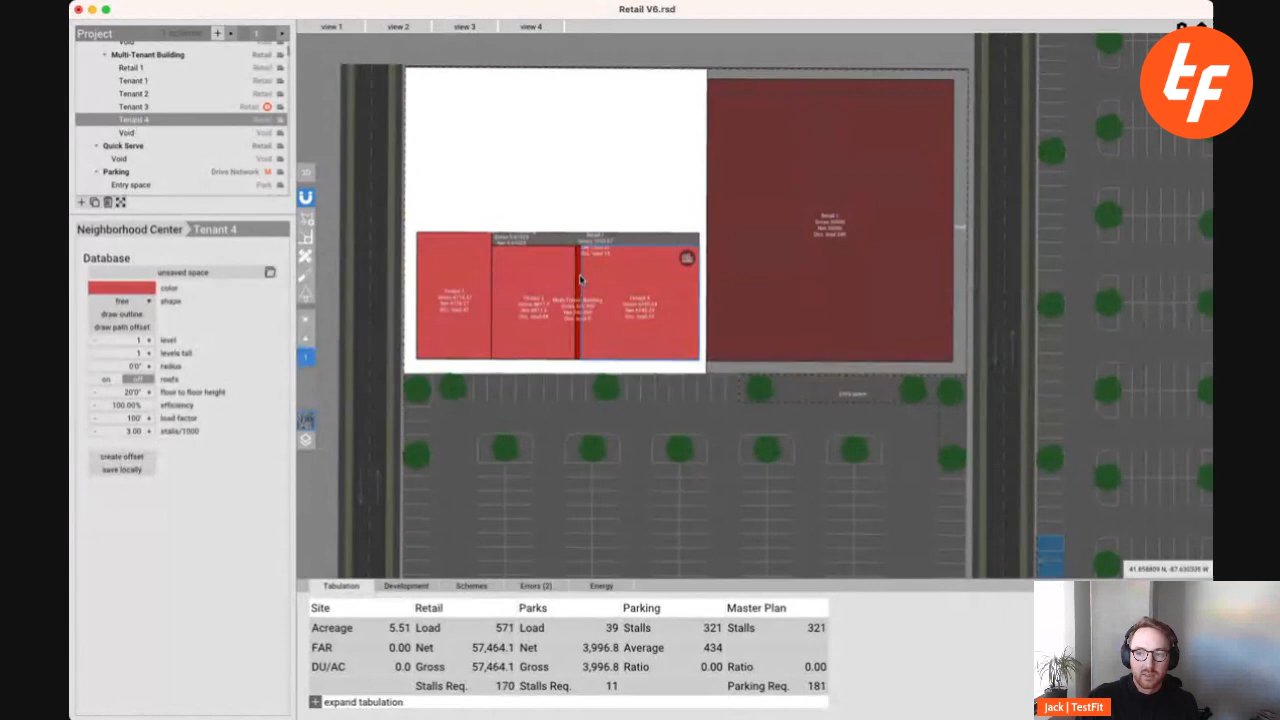 Retail V6.rsd
view 1
view 2
view 3
view 4
Project
+
1
Multi-Tenant Building Retail
Retail 1 Retail
Tenant 1 Retail
Tenant 2 Retail
Tenant 3 Retail
Tenant 4 Retail
Void Void
Quick Serve Retail
Void Void
Parking Drive Network M
Entry space Park
Neighborhood Center Tenant 4
Database
unsaved space
color
free shape
draw outline
draw path offset
- 1 + level
- 1 + levels tall
0'0" + radius
on off roofs
- 20'0" + floor to floor height
- 100.00% efficiency
- 100' + load factor
- 3.00 + stalls/1000
create offset
save locally
tf
41.858809 N, -87.630335 W
Tabulation Development Schemes Errors (2) Energy
Site Retail Parks Parking Master Plan
Acreage 5.51 Load 571 Load 39 Stalls 321 Stalls 321
FAR 0.00 Net 57,464.1 Net 3,996.8 Average 434
DU/AC 0.0 Gross 57,464.1 Gross 3,996.8 Ratio 0.00 Ratio 0.00
Stalls Req. 170 Stalls Req. 11 Parking Req. 181
+ expand tabulation
Jack | TestFit